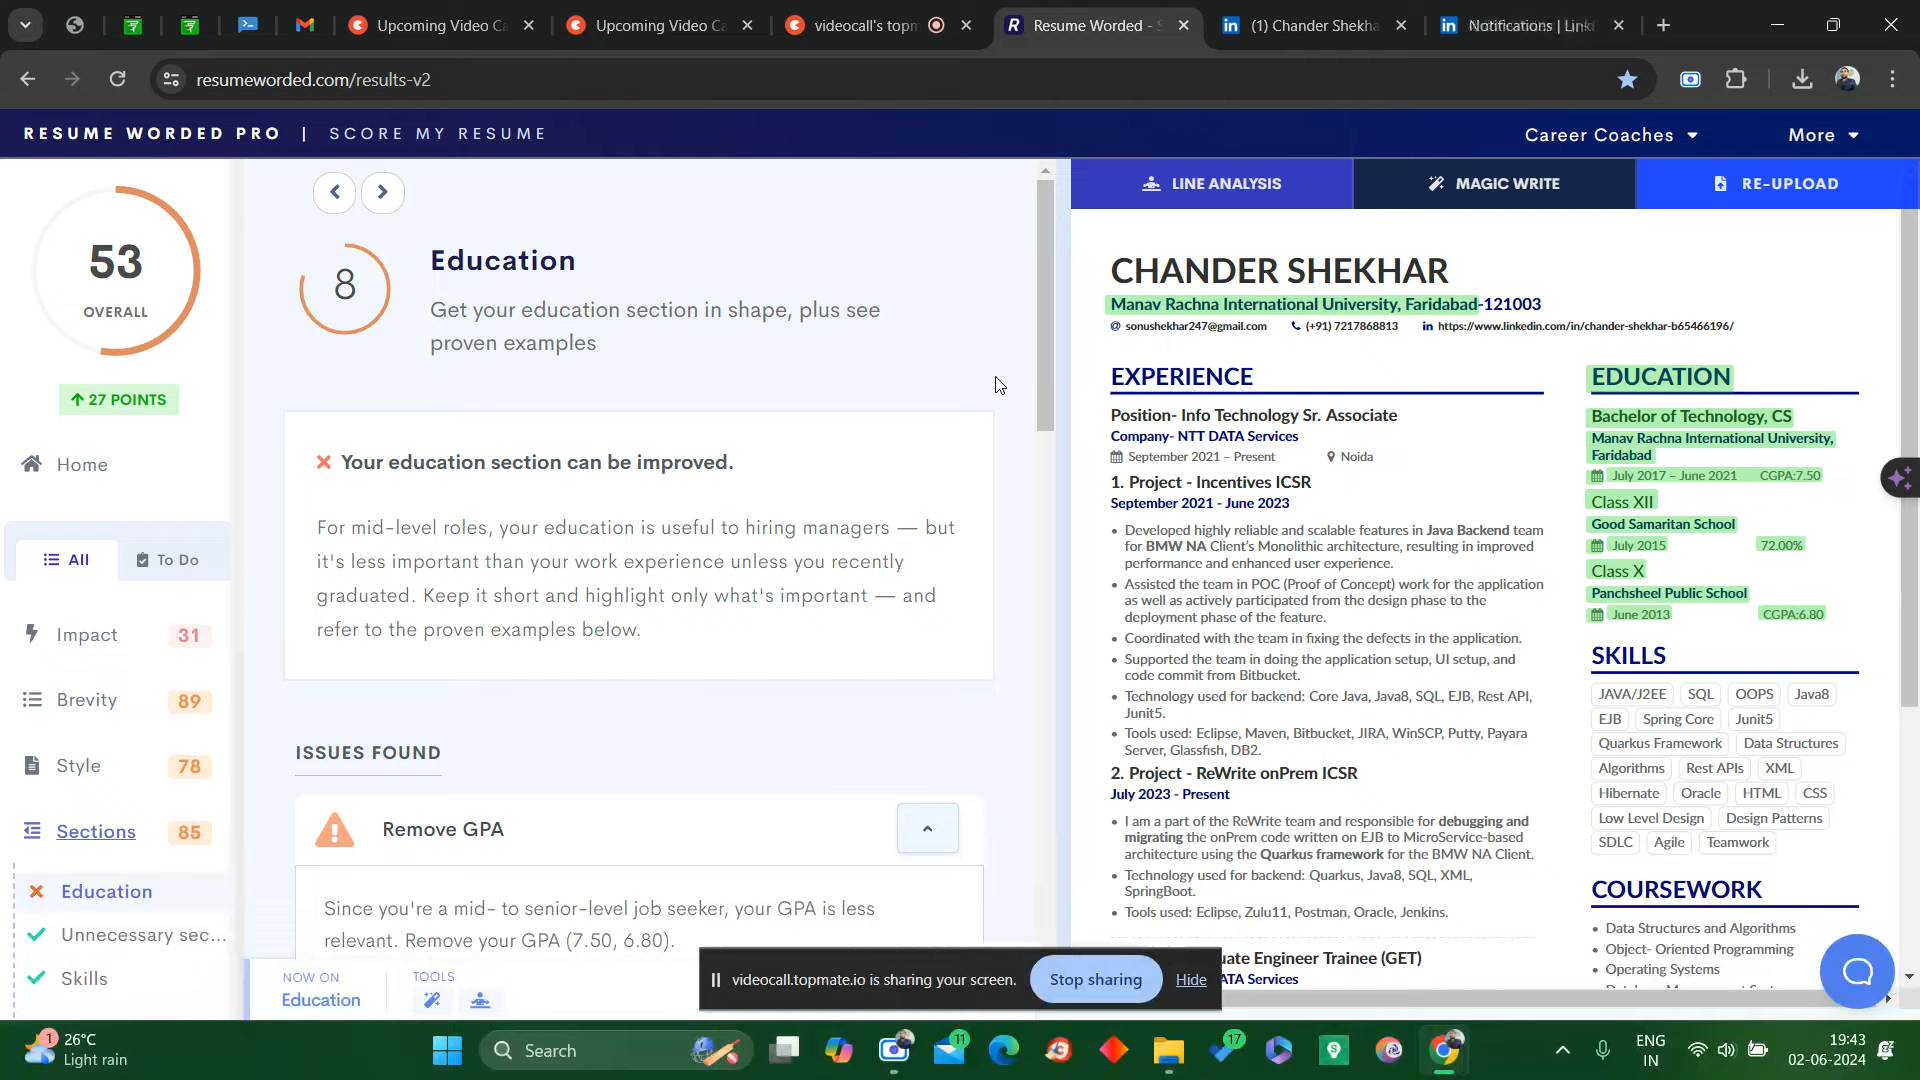 Upcoming Video Ca
Upcoming Video Ca
videocall's topm
Resume Worded - S
(1) Chander Shekha
Notifications | Link
resumeworded.com/results-v2
RESUME WORDED PRO | SCORE MY RESUME
Career Coaches
More
53
OVERALL
27 POINTS
Home
All
To Do
Impact 31
Brevity 89
Style 78
Sections 85
Education
Unnecessary sec...
Skills
8
Education
Get your education section in shape, plus see
proven examples
Your education section can be improved.
For mid-level roles, your education is useful to hiring managers — but
it's less important than your work experience unless you recently
graduated. Keep it short and highlight only what's important — and
refer to the proven examples below.
ISSUES FOUND
Remove GPA
Since you're a mid- to senior-level job seeker, your GPA is less
relevant. Remove your GPA (7.50, 6.80).
NOW ON
Education
TOOLS
LINE ANALYSIS
MAGIC WRITE
RE-UPLOAD
CHANDER SHEKHAR
Manav Rachna International University, Faridabad-121003
sonushekhar247@gmail.com (+91) 7217868813 https://www.linkedin.com/in/chander-shekhar-b65466196/
EXPERIENCE
Position- Info Technology Sr. Associate
Company- NTT DATA Services
September 2021 – Present Noida
1. Project - Incentives ICSR
September 2021 - June 2023
• Developed highly reliable and scalable features in Java Backend team
for BMW NA Client's Monolithic architecture, resulting in improved
performance and enhanced user experience.
• Assisted the team in POC (Proof of Concept) work for the application
as well as actively participated from the design phase to the
deployment phase of the feature.
• Coordinated with the team in fixing the defects in the application.
• Supported the team in doing the application setup, UI setup, and
code commit from Bitbucket.
• Technology used for backend: Core Java, Java8, SQL, EJB, Rest API,
Junit5.
• Tools used: Eclipse, Maven, Bitbucket, JIRA, WinSCP, Putty, Payara
Server, Glassfish, DB2.
2. Project - ReWrite onPrem ICSR
July 2023 - Present
• I am a part of the ReWrite team and responsible for debugging and
migrating the onPrem code written on EJB to MicroService-based
architecture using the Quarkus framework for the BMW NA Client.
• Technology used for backend: Quarkus, Java8, SQL, XML,
SpringBoot.
• Tools used: Eclipse, Zulu11, Postman, Oracle, Jenkins.
uate Engineer Trainee (GET)
ATA Services
EDUCATION
Bachelor of Technology, CS
Manav Rachna International University,
Faridabad
July 2017 – June 2021 CGPA:7.50
Class XII
Good Samaritan School
July 2015 72.00%
Class X
Panchsheel Public School
June 2013 CGPA:6.80
SKILLS
JAVA/J2EE SQL OOPS Java8
EJB Spring Core Junit5
Quarkus Framework Data Structures
Algorithms Rest APIs XML
Hibernate Oracle HTML CSS
Low Level Design Design Patterns
SDLC Agile Teamwork
COURSEWORK
• Data Structures and Algorithms
• Object- Oriented Programming
• Operating Systems
videocall.topmate.io is sharing your screen.
Stop sharing
Hide
1
26°C
Light rain
Search
11
17
ENG
IN
19:43
02-06-2024